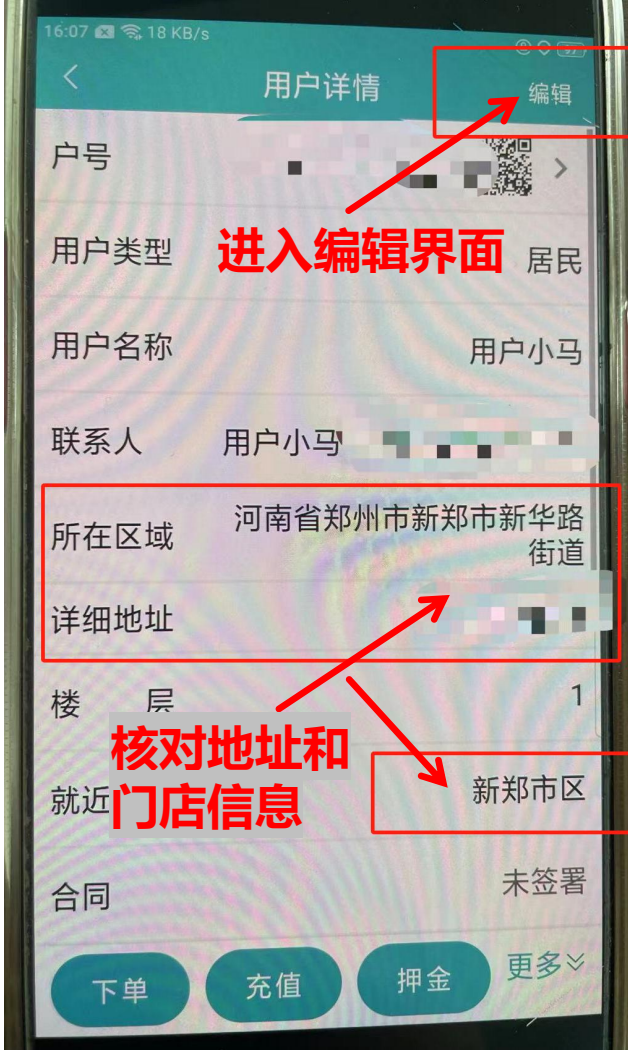 16:07 18 KB/s
用户详情
编辑
户号
进入编辑界面
用户类型
居民
用户名称
用户小马
联系人
用户小马
所在区域
河南省郑州市新郑市新华路
街道
详细地址
楼 层
1
核对地址和
门店信息
就近
新郑市区
合同
未签署
下单
充值
押金
更多